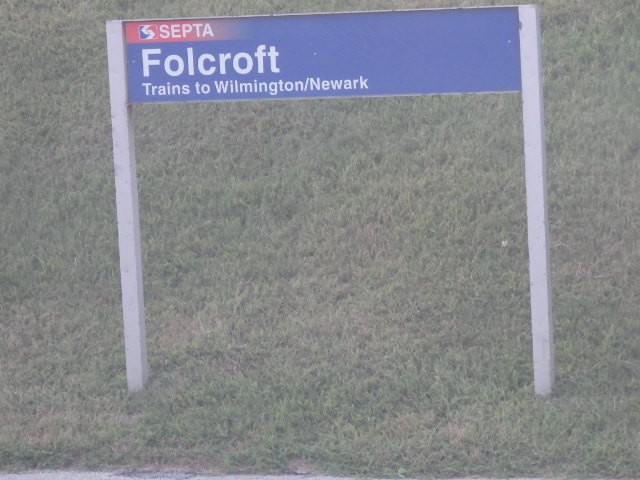 SEPTA
Folcroft
Trains to Wilmington/Newark